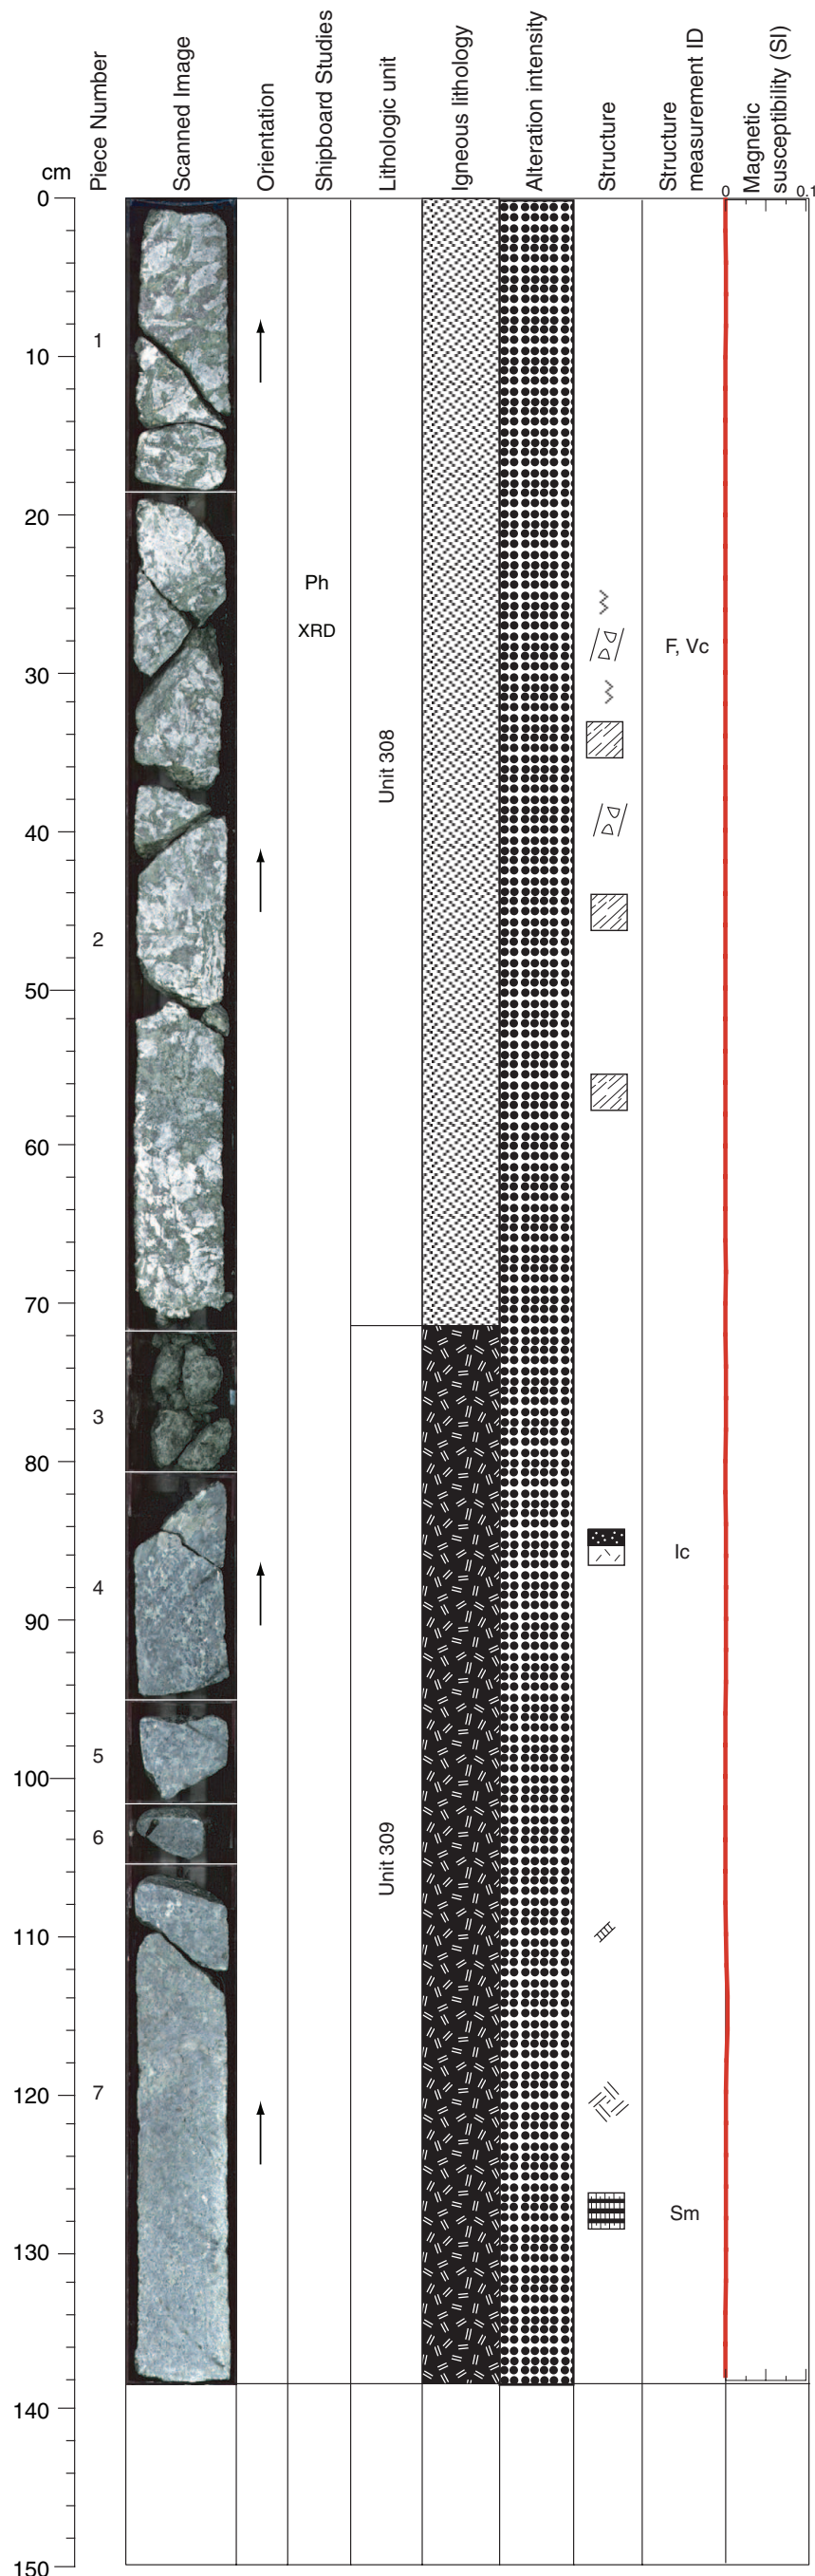 cm
Piece Number
Scanned Image
Orientation
Shipboard Studies
Lithologic unit
Igneous lithology
Alteration intensity
Structure
Structure
measurement ID
Magnetic
susceptibility (SI)
0 0.1
0
1
10
20
Ph
XRD
F, Vc
30
Unit 308
40
2
50
60
70
3
80
Ic
4
90
5
100
6
Unit 309
110
7
120
Sm
130
140
150